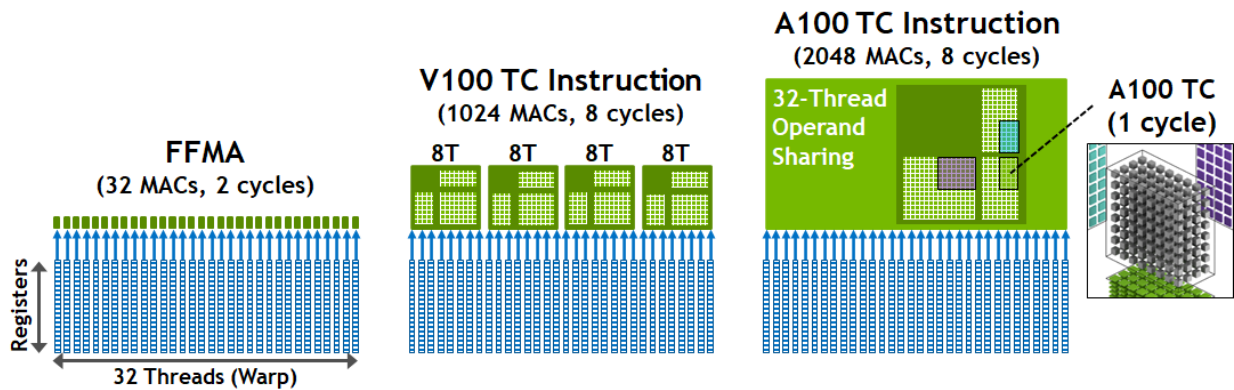 FFMA
(32 MACs, 2 cycles)
Registers
32 Threads (Warp)
V100 TC Instruction
(1024 MACs, 8 cycles)
8T 8T 8T 8T
A100 TC Instruction
(2048 MACs, 8 cycles)
32-Thread
Operand
Sharing
A100 TC
(1 cycle)